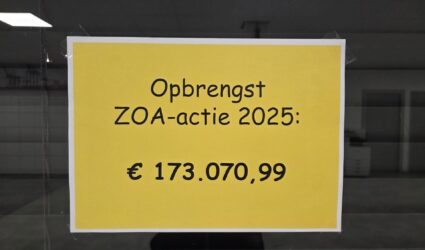 Opbrengst
ZOA-actie 2025:
€ 173.070,99